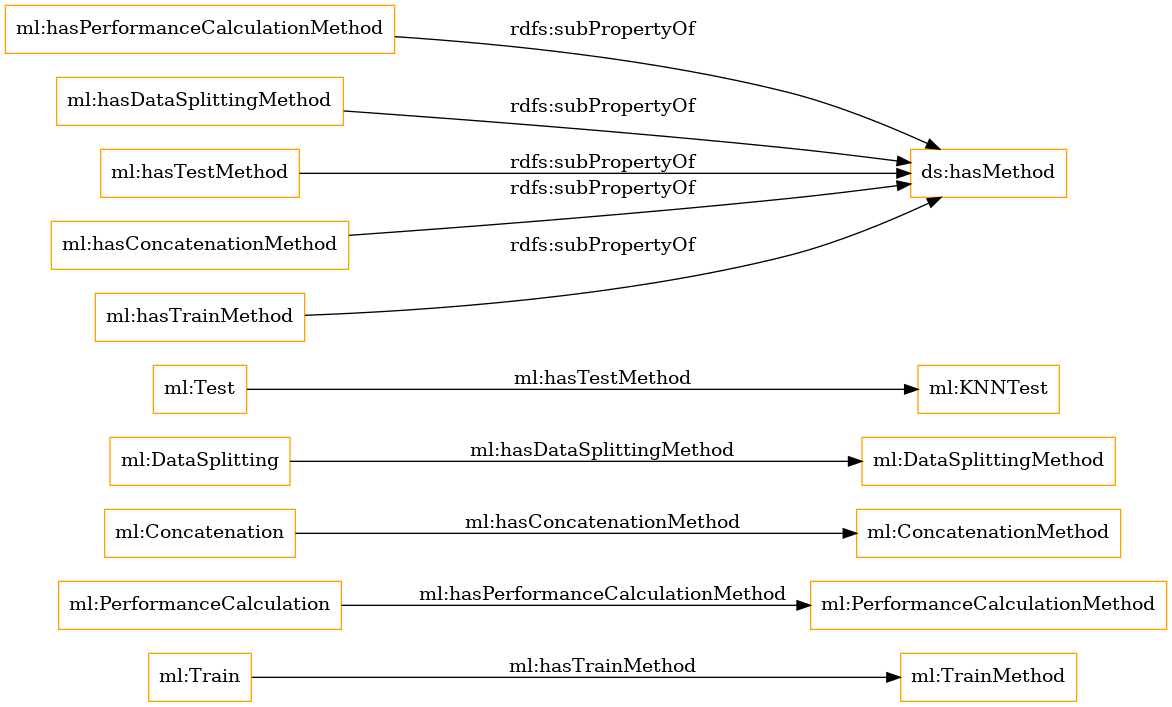 ml:hasPerformanceCalculationMethod
rdfs:subPropertyOf
ml:hasDataSplittingMethod
rdfs:subPropertyOf
ml:hasTestMethod
rdfs:subPropertyOf
ds:hasMethod
rdfs:subPropertyOf
ml:hasConcatenationMethod
rdfs:subPropertyOf
ml:hasTrainMethod
ml:Test
ml:hasTestMethod
ml:KNNTest
ml:DataSplitting
ml:hasDataSplittingMethod
ml:DataSplittingMethod
ml:Concatenation
ml:hasConcatenationMethod
ml:ConcatenationMethod
ml:PerformanceCalculation
ml:hasPerformanceCalculationMethod
ml:PerformanceCalculationMethod
ml:Train
ml:hasTrainMethod
ml:TrainMethod